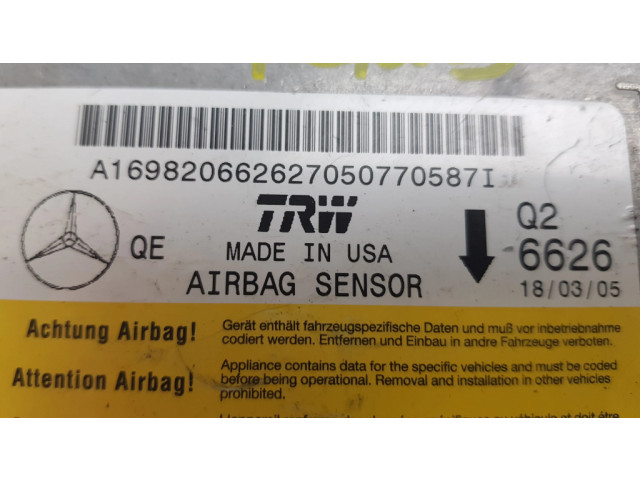 A1698206626270507705871
TRW
Q2
QE
MADE IN USA
6626
AIRBAG SENSOR
18/03/05
Achtung Airbag!
Gerät enthält fahrzeugspezifische Daten und muß vor inbetriebnahme
codiert werden. Entfernen und Einbau in andre Fahrzeuge verboten.
Attention Airbag!
Appliance contains data for the specific vehicles and must be coded
before being operational. Removal and installation in other vehicles
prohibited.